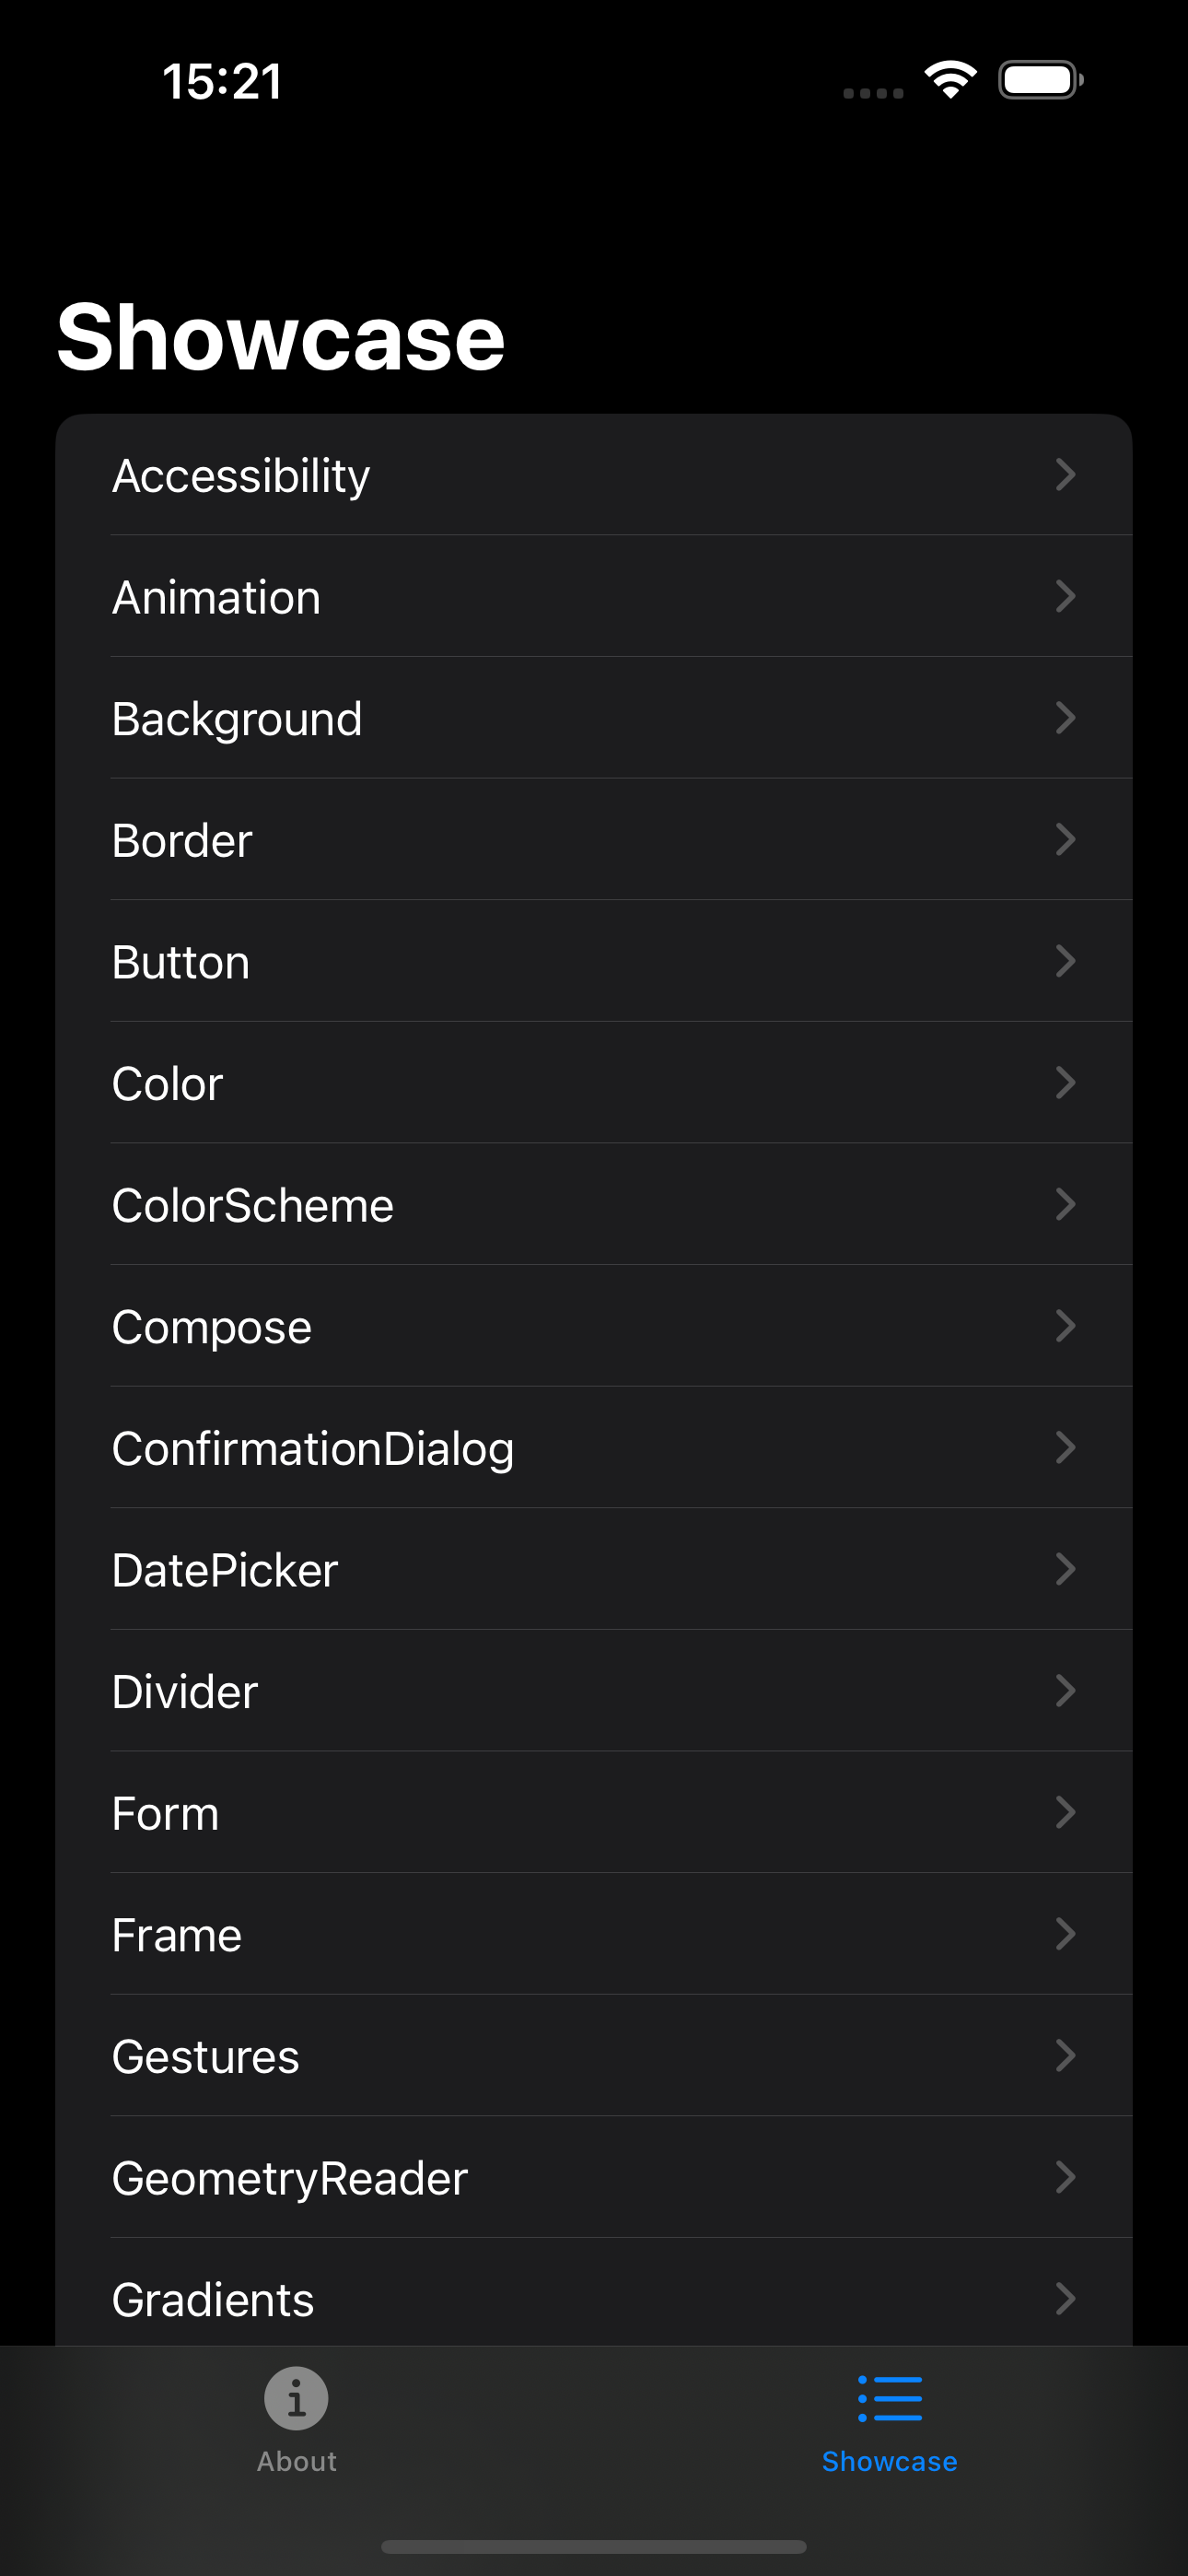 15:21
Showcase
Accessibility
Animation
Background
Border
Button
Color
ColorScheme
Compose
ConfirmationDialog
DatePicker
Divider
Form
Frame
Gestures
GeometryReader
Gradients
About
Showcase